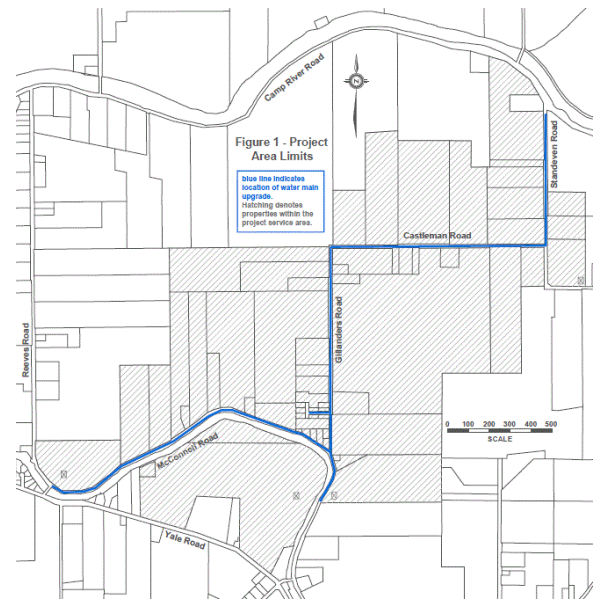 Camp River Road
Z
Figure 1 - Project
Area Limits
blue line indicates
location of water main
upgrade.
Hatching denotes
properties within the
project service area.
Standeven Road
Castleman Road
Gillanders Road
Reeves Road
McConnell Road
0 100 200 300 400 500
SCALE
Yale Road